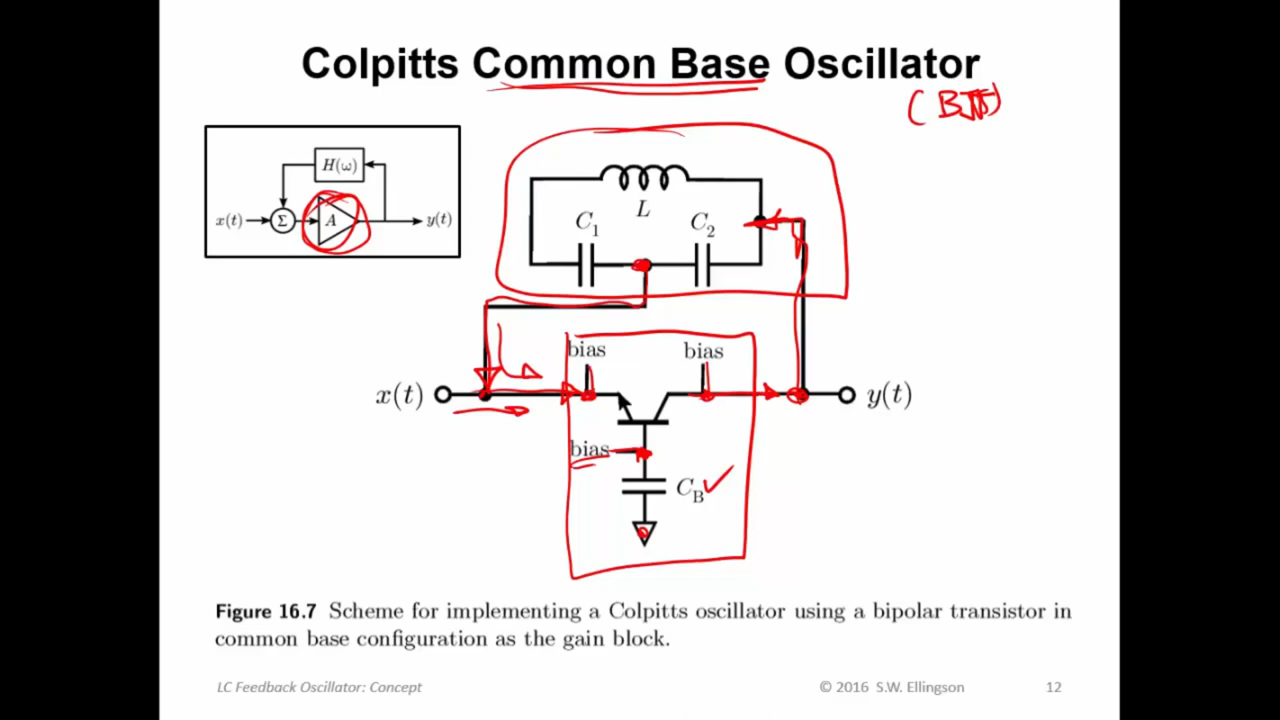 Colpitts Common Base Oscillator
(BJT)
H(ω)
x(t) Σ A y(t)
L
C1 C2
bias bias
x(t) y(t)
bias
CB
Figure 16.7 Scheme for implementing a Colpitts oscillator using a bipolar transistor in
common base configuration as the gain block.
LC Feedback Oscillator: Concept © 2016 S.W. Ellingson 12